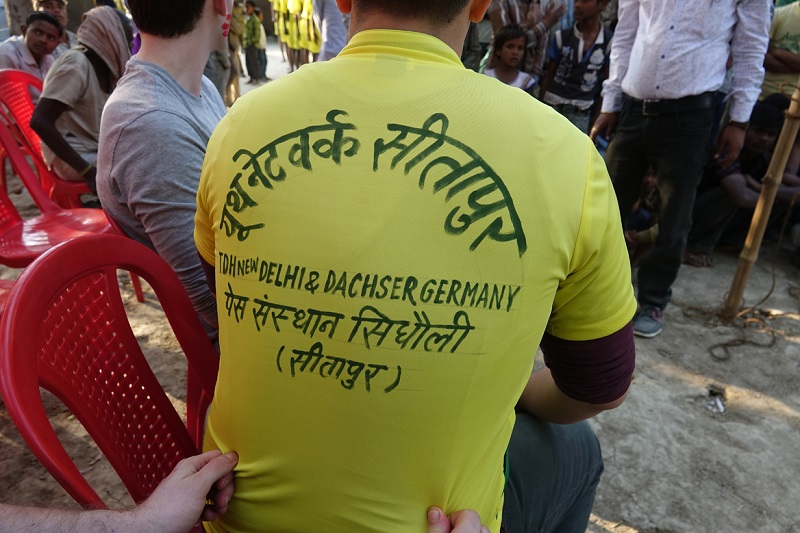 यूथ नेटवर्क सीतापुर
TDH NEW DELHI & DACHSER GERMANY
पेस संस्थान सिधौली
(सीतापुर)